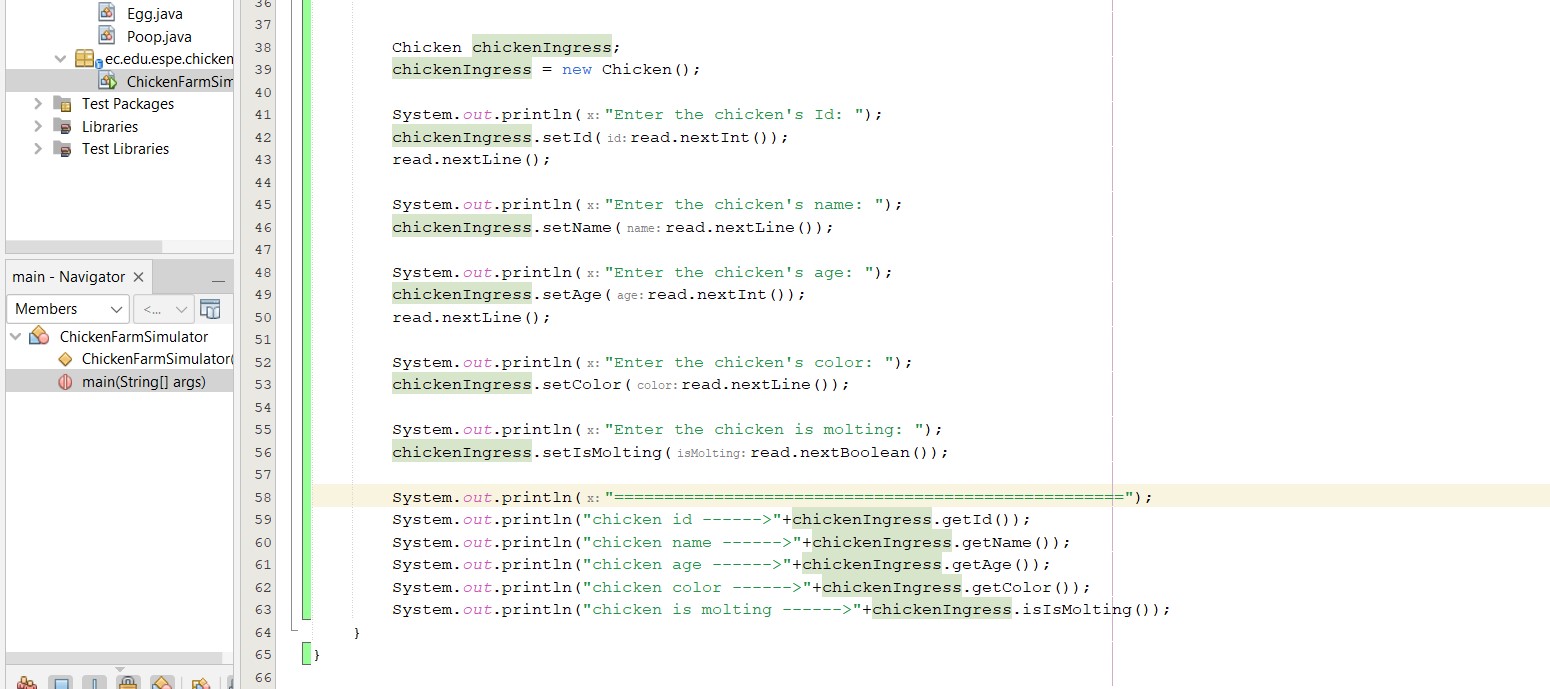 Egg.java
Poop.java
ec.edu.espe.chicken
ChickenFarmSim
Test Packages
Libraries
Test Libraries
main - Navigator
Members
<...
ChickenFarmSimulator
ChickenFarmSimulator(
main(String[] args)
36
37
38 Chicken chickenIngress;
39 chickenIngress = new Chicken();
40
41 System.out.println( x: "Enter the chicken's Id: ");
42 chickenIngress.setId( id: read.nextInt());
43 read.nextLine();
44
45 System.out.println( x: "Enter the chicken's name: ");
46 chickenIngress.setName( name: read.nextLine());
47
48 System.out.println( x: "Enter the chicken's age: ");
49 chickenIngress.setAge( age: read.nextInt());
50 read.nextLine();
51
52 System.out.println( x: "Enter the chicken's color: ");
53 chickenIngress.setColor( color: read.nextLine());
54
55 System.out.println( x: "Enter the chicken is molting: ");
56 chickenIngress.setIsMolting( isMolting: read.nextBoolean());
57
58 System.out.println( x: "===================================================");
59 System.out.println("chicken id ------>"+chickenIngress.getId());
60 System.out.println("chicken name ------>"+chickenIngress.getName());
61 System.out.println("chicken age ------>"+chickenIngress.getAge());
62 System.out.println("chicken color ------>"+chickenIngress.getColor());
63 System.out.println("chicken is molting ------>"+chickenIngress.isIsMolting());
64 }
65 }
66